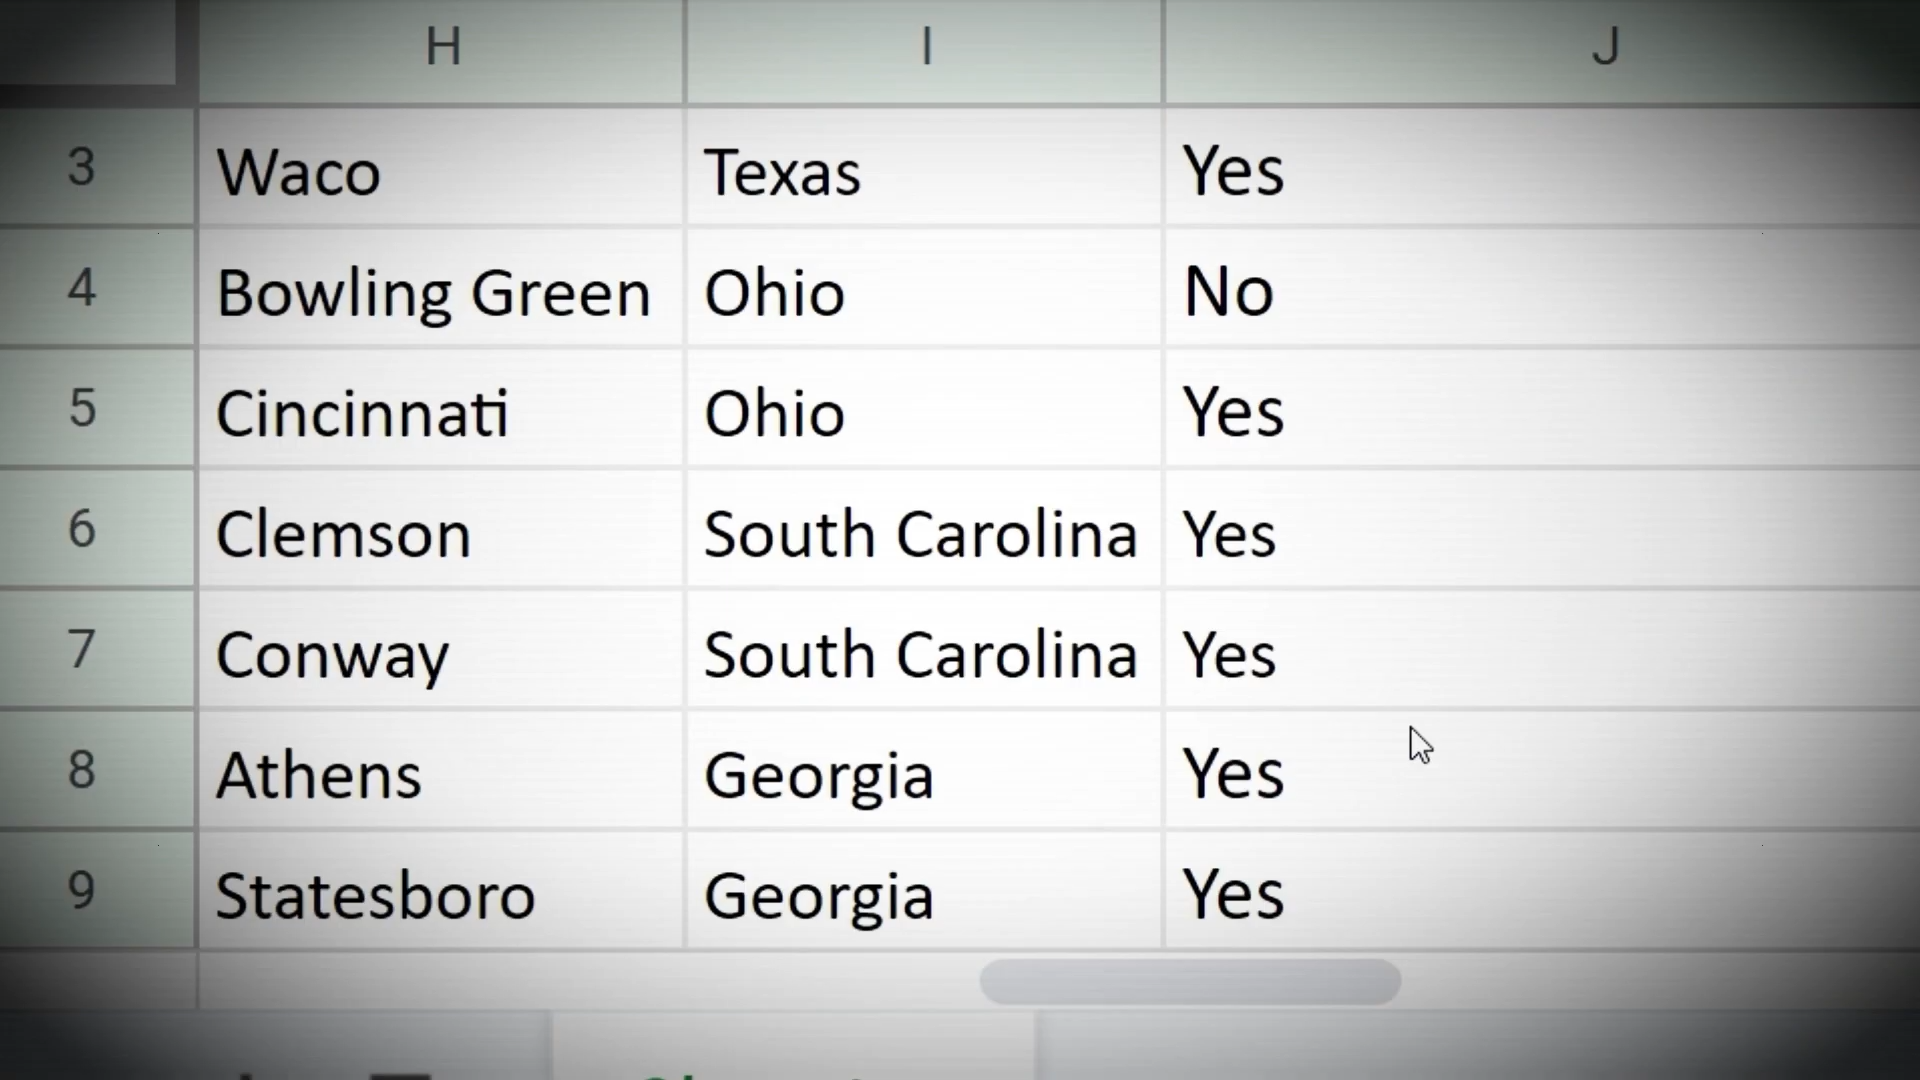 H I J
3 Waco Texas Yes
4 Bowling Green Ohio No
5 Cincinnati Ohio Yes
6 Clemson South Carolina Yes
7 Conway South Carolina Yes
8 Athens Georgia Yes
9 Statesboro Georgia Yes